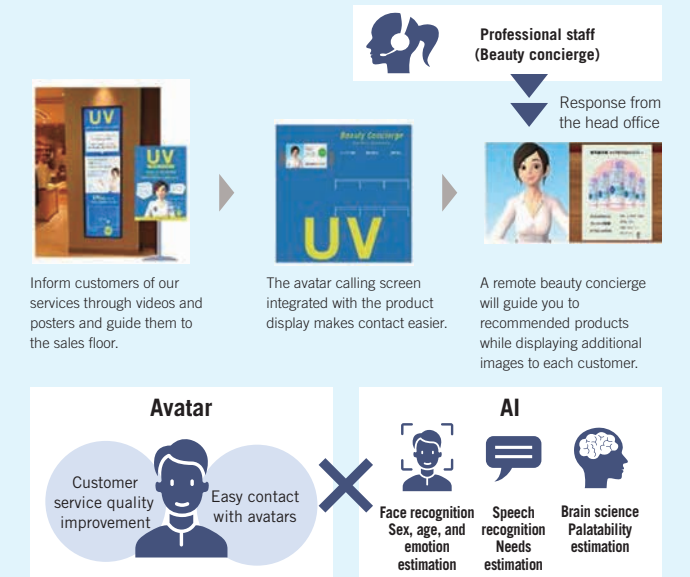 Professional staff
(Beauty concierge)
Response from
the head office
UV
UV
Beauty Concierge
UV
Inform customers of our
services through videos and
posters and guide them to
the sales floor.
The avatar calling screen
integrated with the product
display makes contact easier.
A remote beauty concierge
will guide you to
recommended products
while displaying additional
images to each customer.
Avatar
Customer
service quality
improvement
Easy contact
with avatars
AI
Face recognition
Sex, age, and
emotion
estimation
Speech
recognition
Needs
estimation
Brain science
Palatability
estimation